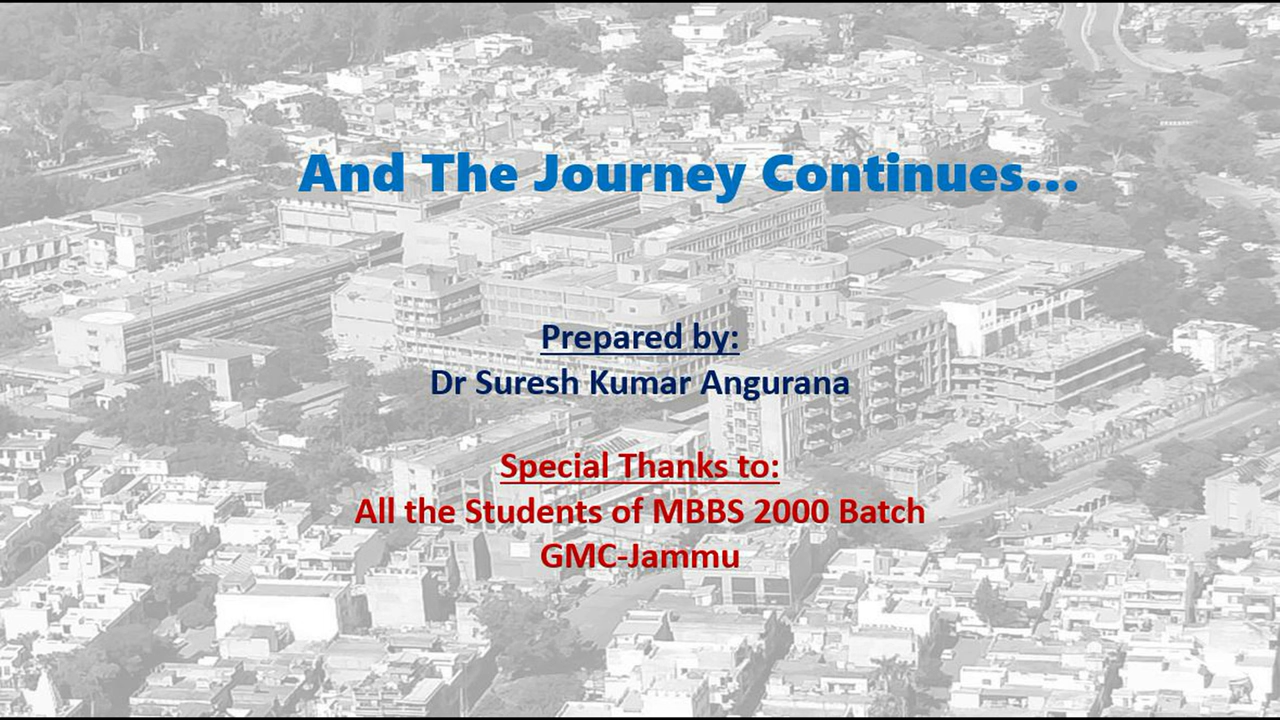 And The Journey Continues...
Prepared by:
Dr Suresh Kumar Angurana
Special Thanks to:
All the Students of MBBS 2000 Batch
GMC-Jammu